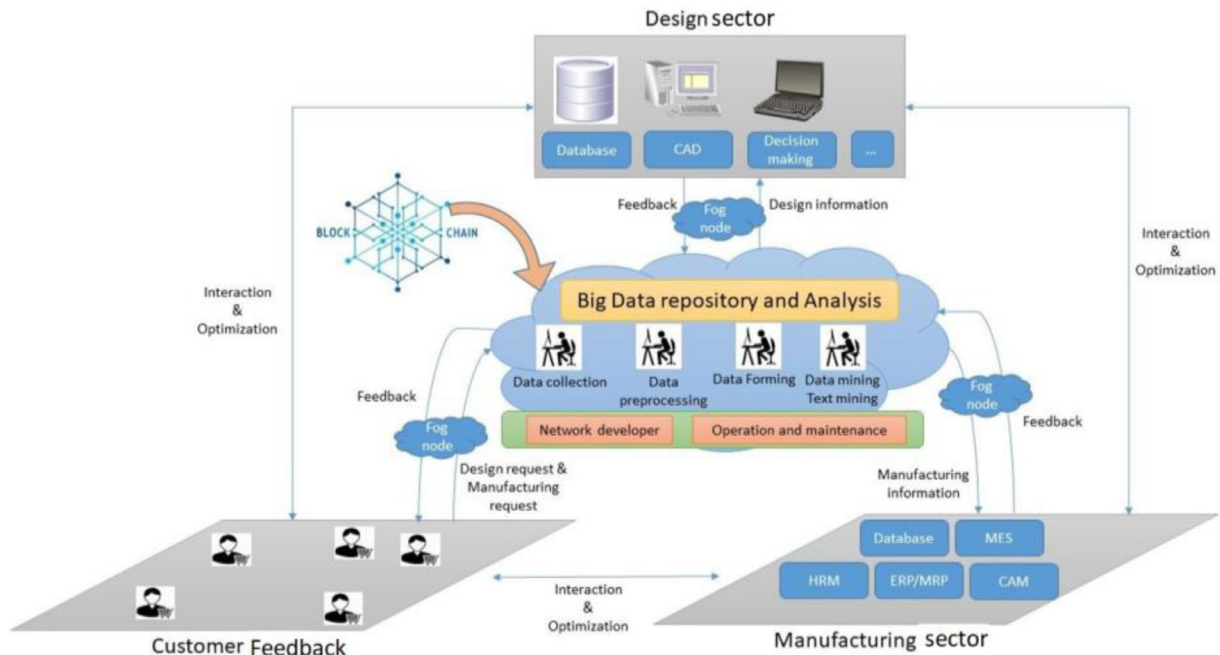 Design sector
Database
CAD
Decision
making
...
Feedback
Fog
node
Design information
BLOCK CHAIN
Interaction
&
Optimization
Interaction
&
Optimization
Big Data repository and Analysis
Data collection
Data
preprocessing
Data Forming
Data mining
Text mining
Network developer
Operation and maintenance
Feedback
Fog
node
Design request &
Manufacturing
request
Fog
node
Feedback
Manufacturing
information
Database
MES
HRM
ERP/MRP
CAM
Interaction
&
Optimization
Customer Feedback
Manufacturing sector